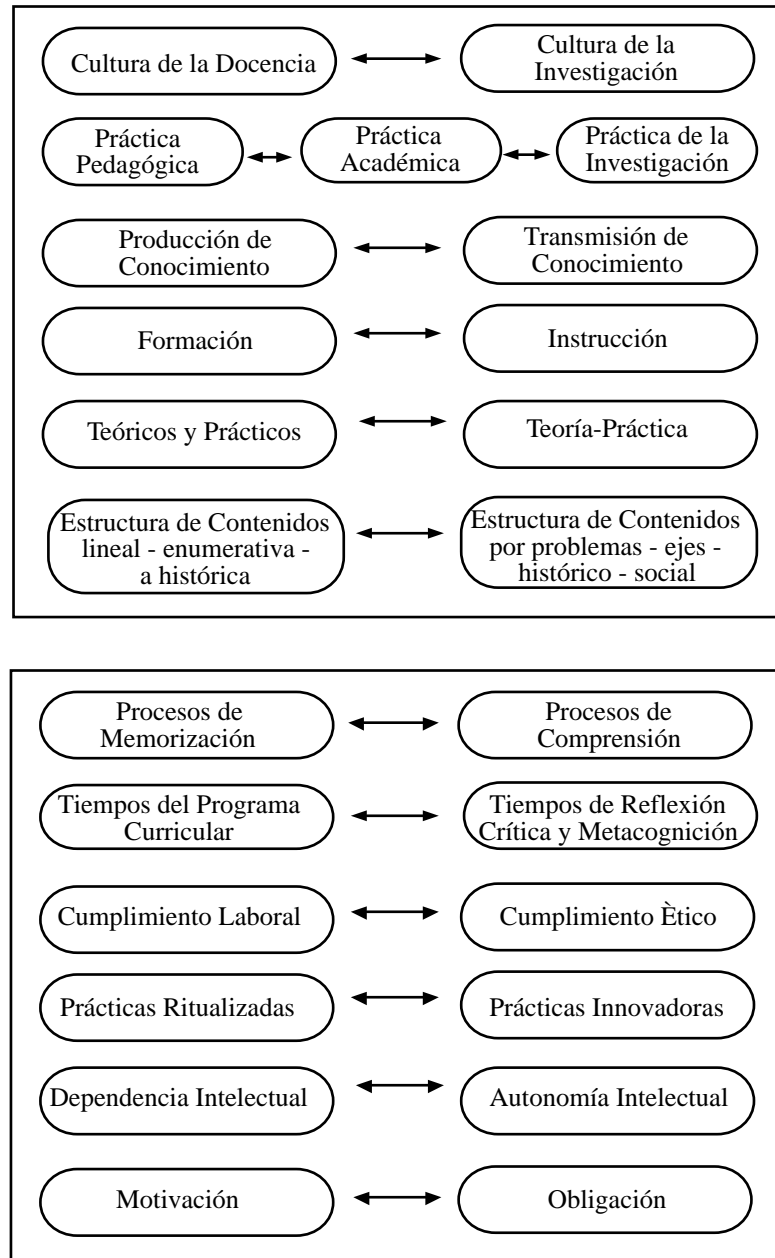 Cultura de la Docencia
Cultura de la
Investigación
Práctica
Pedagógica
Práctica
Académica
Práctica de la
Investigación
Producción de
Conocimiento
Transmisión de
Conocimiento
Formación
Instrucción
Teóricos y Prácticos
Teoría-Práctica
Estructura de Contenidos
lineal - enumerativa -
a histórica
Estructura de Contenidos
por problemas - ejes -
histórico - social
Procesos de
Memorización
Procesos de
Comprensión
Tiempos del Programa
Curricular
Tiempos de Reflexión
Crítica y Metacognición
Cumplimiento Laboral
Cumplimiento Ètico
Prácticas Ritualizadas
Prácticas Innovadoras
Dependencia Intelectual
Autonomía Intelectual
Motivación
Obligación